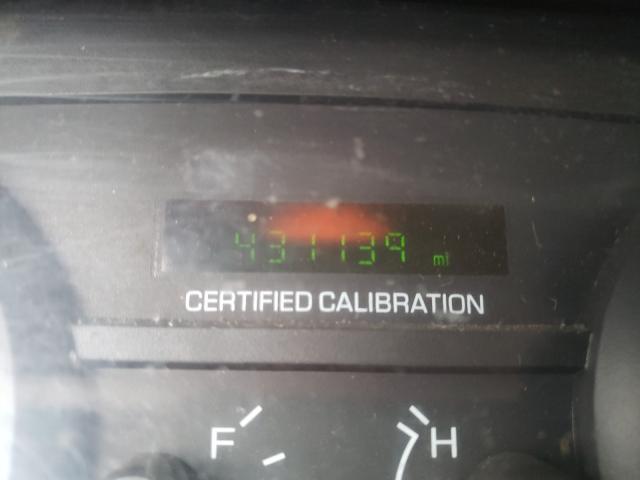 431139 mi
CERTIFIED CALIBRATION
F H